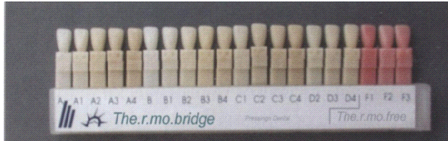 A A1 A2 A3 A4 B B1 B2 B3 B4 C1 C2 C3 C4 D2 D3 D4 F1 F2 F3
The.r.mo.bridge The.r.mo.free